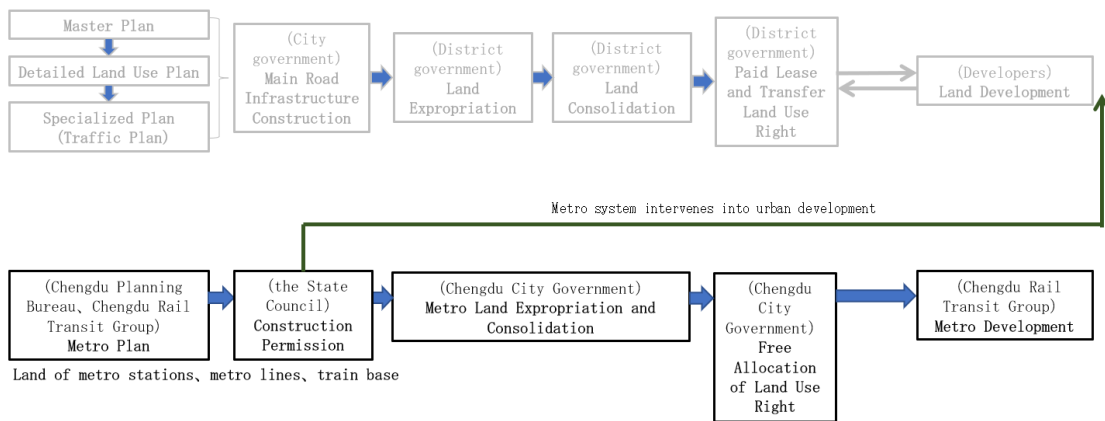 Master Plan
Detailed Land Use Plan
Specialized Plan
(Traffic Plan)
(City
government)
Main Road
Infrastructure
Construction
(District
government)
Land
Expropriation
(District
government)
Land
Consolidation
(District
government)
Paid Lease
and Transfer
Land Use
Right
(Developers)
Land Development
Metro system intervenes into urban development
(Chengdu Planning
Bureau、Chengdu Rail
Transit Group)
Metro Plan
(the State
Council)
Construction
Permission
(Chengdu City Government)
Metro Land Expropriation and
Consolidation
(Chengdu
City
Government)
Free
Allocation
of Land Use
Right
(Chengdu Rail
Transit Group)
Metro Development
Land of metro stations、metro lines、train base